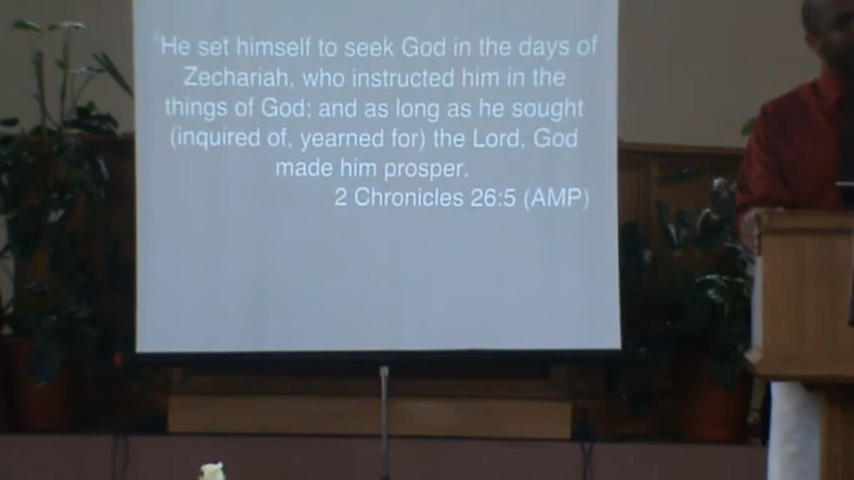 He set himself to seek God in the days of
Zechariah, who instructed him in the
things of God; and as long as he sought
(inquired of, yearned for) the Lord, God
made him prosper.
2 Chronicles 26:5 (AMP)